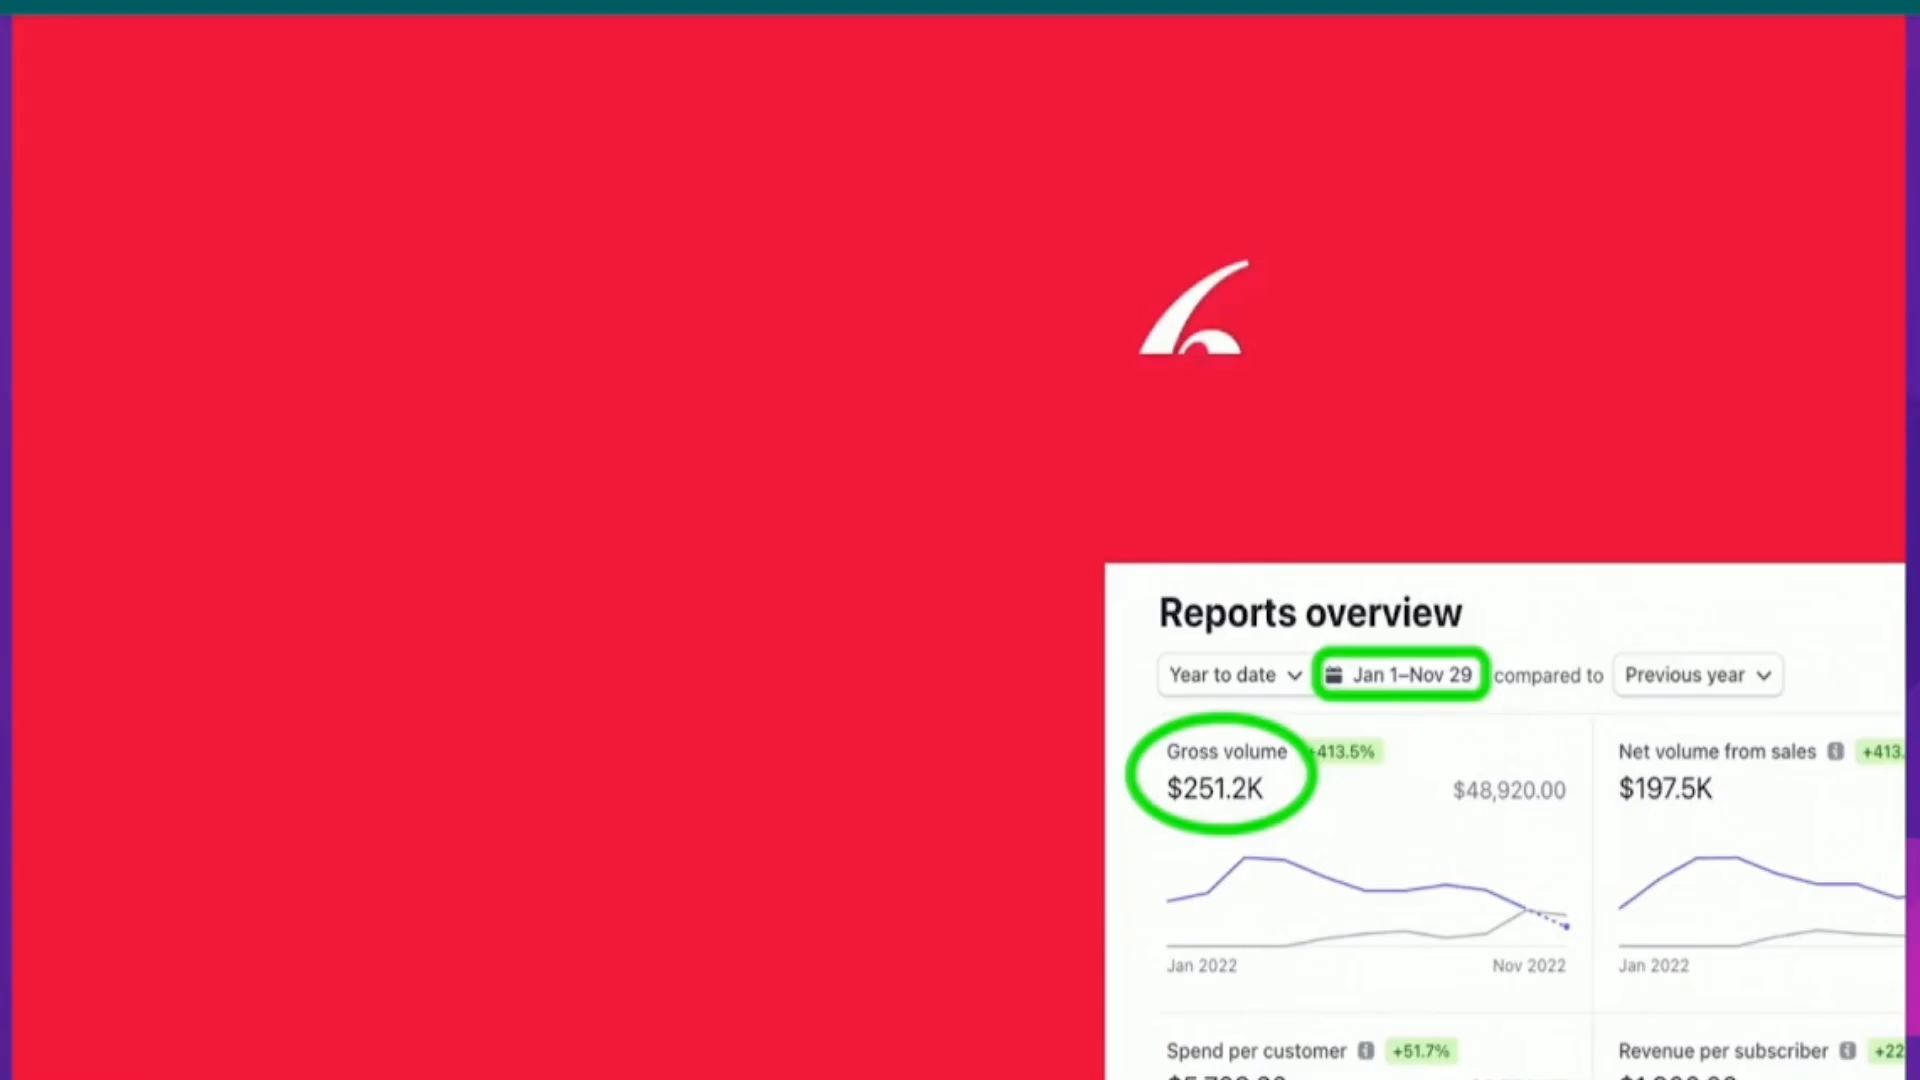 Reports overview
Year to date Jan 1–Nov 29 compared to Previous year
Gross volume +413.5%
$251.2K $48,920.00
Jan 2022 Nov 2022
Net volume from sales +413.
$197.5K
Jan 2022
Spend per customer +51.7%
Revenue per subscriber +22